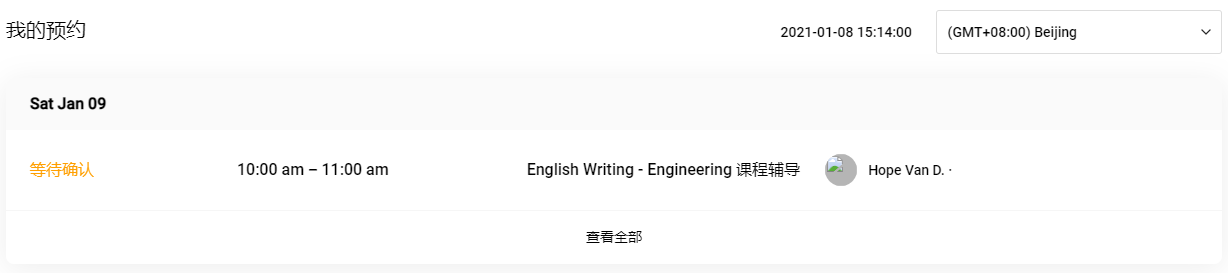 我的预约
2021-01-08 15:14:00
(GMT+08:00) Beijing
Sat Jan 09
等待确认
10:00 am – 11:00 am
English Writing - Engineering 课程辅导
Hope Van D. ·
查看全部